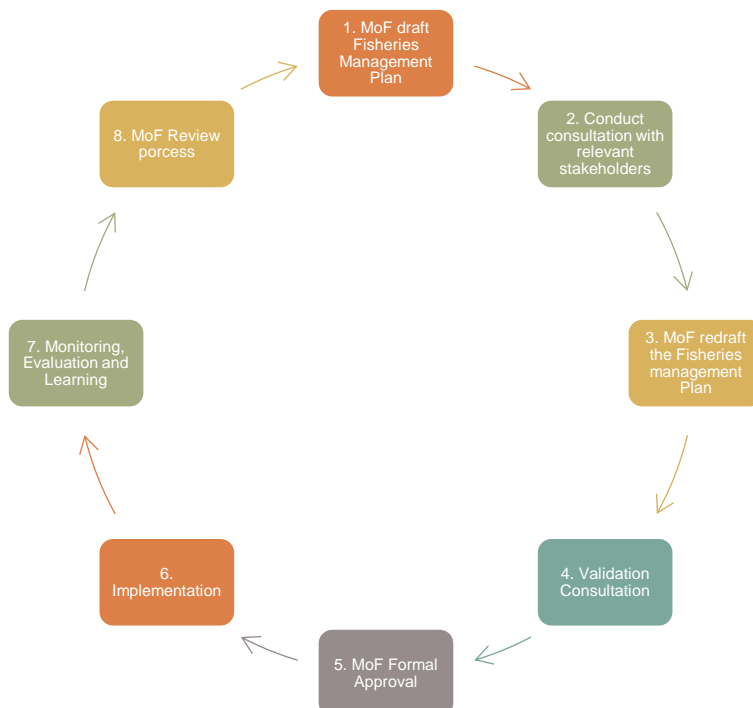 1. MoF draft
Fisheries
Management
Plan
2. Conduct
consultation with
relevant
stakeholders
3. MoF redraft
the Fisheries
management
Plan
4. Validation
Consultation
5. MoF Formal
Approval
6.
Implementation
7. Monitoring,
Evaluation and
Learning
8. MoF Review
porcess